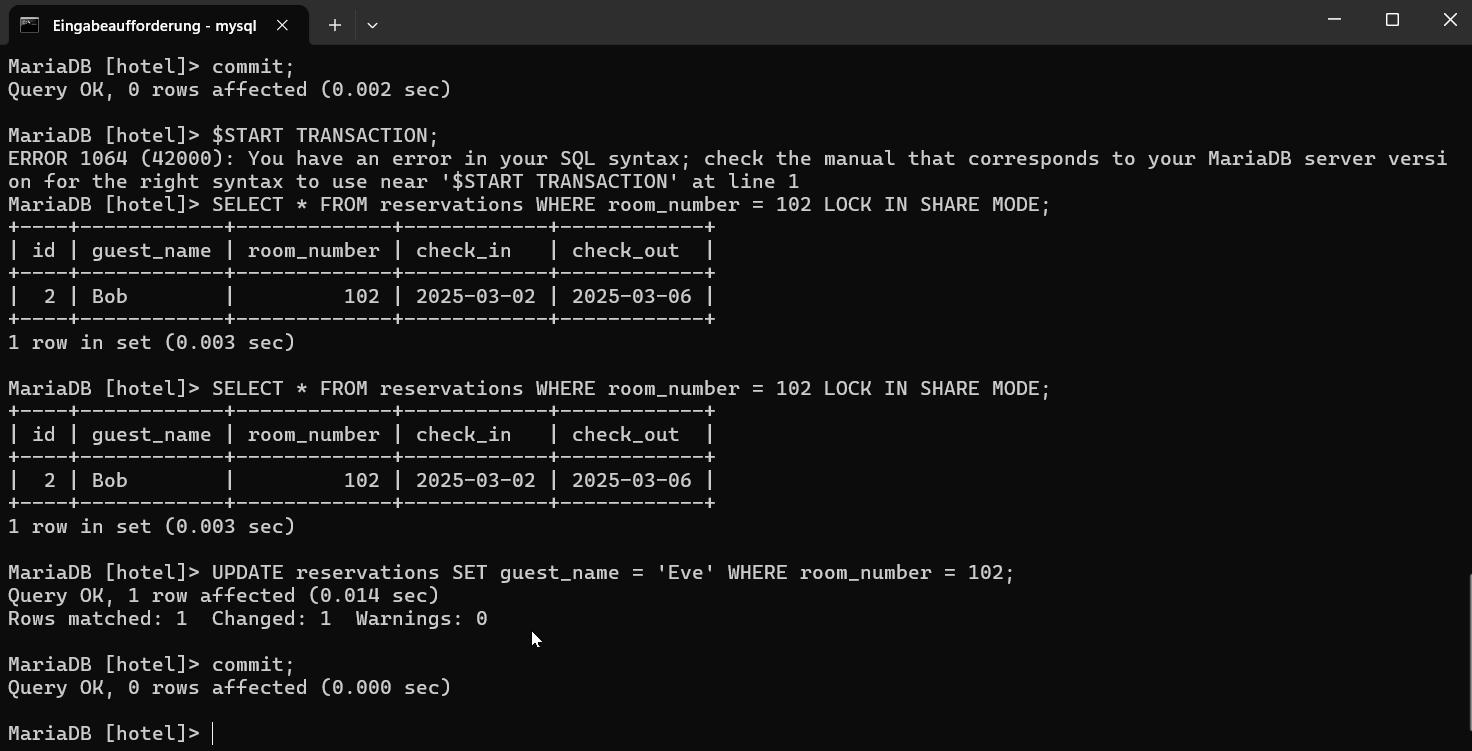 Eingabeaufforderung - mysql
MariaDB [hotel]> commit;
Query OK, 0 rows affected (0.002 sec)
MariaDB [hotel]> $START TRANSACTION;
ERROR 1064 (42000): You have an error in your SQL syntax; check the manual that corresponds to your MariaDB server versi
on for the right syntax to use near '$START TRANSACTION' at line 1
MariaDB [hotel]> SELECT * FROM reservations WHERE room_number = 102 LOCK IN SHARE MODE;
+----+------------+-------------+------------+------------+
| id | guest_name | room_number | check_in   | check_out  |
+----+------------+-------------+------------+------------+
|  2 | Bob        |         102 | 2025-03-02 | 2025-03-06 |
+----+------------+-------------+------------+------------+
1 row in set (0.003 sec)
MariaDB [hotel]> SELECT * FROM reservations WHERE room_number = 102 LOCK IN SHARE MODE;
+----+------------+-------------+------------+------------+
| id | guest_name | room_number | check_in   | check_out  |
+----+------------+-------------+------------+------------+
|  2 | Bob        |         102 | 2025-03-02 | 2025-03-06 |
+----+------------+-------------+------------+------------+
1 row in set (0.003 sec)
MariaDB [hotel]> UPDATE reservations SET guest_name = 'Eve' WHERE room_number = 102;
Query OK, 1 row affected (0.014 sec)
Rows matched: 1  Changed: 1  Warnings: 0
MariaDB [hotel]> commit;
Query OK, 0 rows affected (0.000 sec)
MariaDB [hotel]>